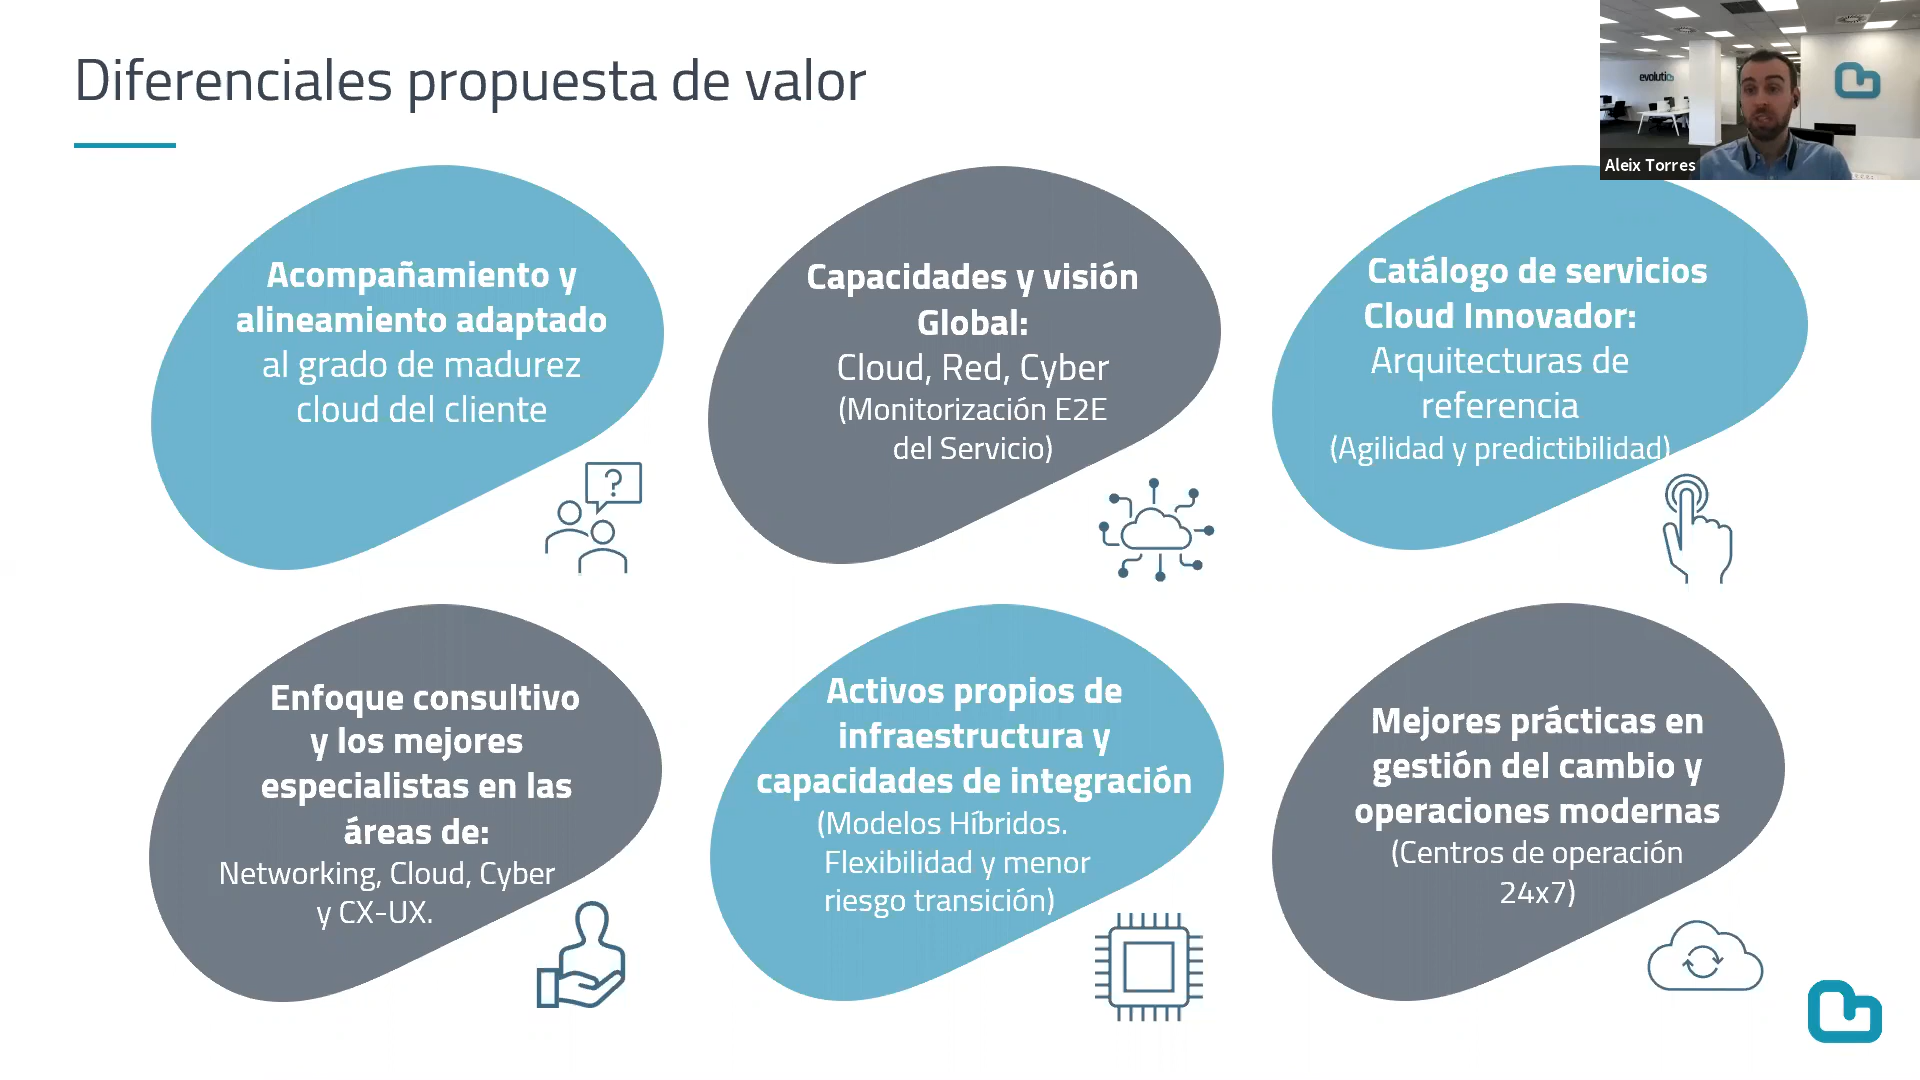 Diferenciales propuesta de valor
evolutio
Aleix Torres
Acompañamiento y
alineamiento adaptado
al grado de madurez
cloud del cliente
Capacidades y visión
Global:
Cloud, Red, Cyber
(Monitorización E2E
del Servicio)
Catálogo de servicios
Cloud Innovador:
Arquitecturas de
referencia
(Agilidad y predictibilidad)
?
Enfoque consultivo
y los mejores
especialistas en las
áreas de:
Networking, Cloud, Cyber
y CX-UX.
Activos propios de
infraestructura y
capacidades de integración
(Modelos Híbridos.
Flexibilidad y menor
riesgo transición)
Mejores prácticas en
gestión del cambio y
operaciones modernas
(Centros de operación
24x7)